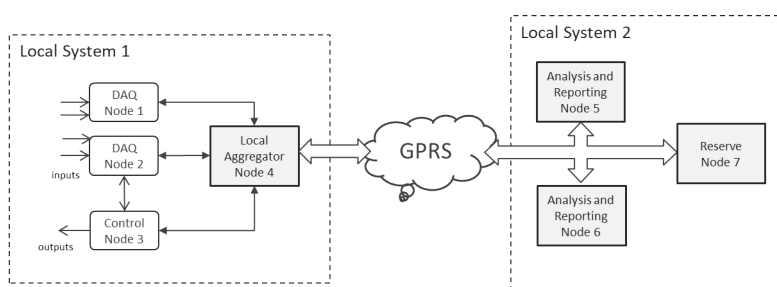 Local System 1
DAQ
Node 1
DAQ
Node 2
inputs
Control
Node 3
outputs
Local
Aggregator
Node 4
GPRS
Local System 2
Analysis and
Reporting
Node 5
Reserve
Node 7
Analysis and
Reporting
Node 6